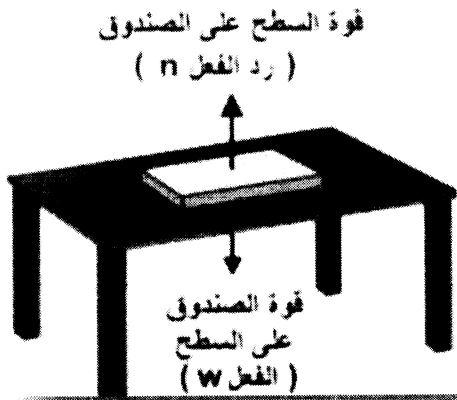 قوة السطح على الصندوق
( رد الفعل n )
قوة الصندوق
على السطح
( الفعل w )